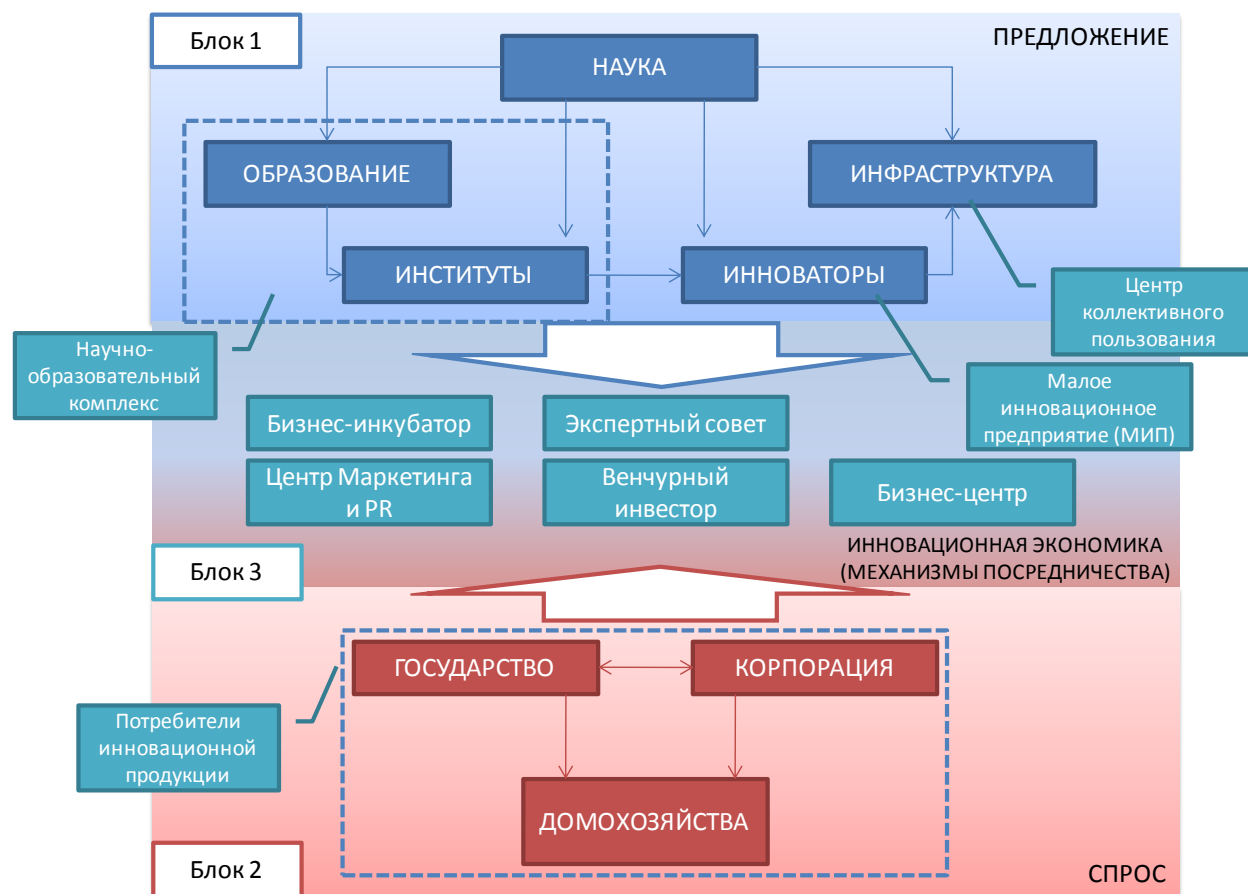 Блок 1
ПРЕДЛОЖЕНИЕ
НАУКА
ОБРАЗОВАНИЕ
ИНФРАСТРУКТУРА
ИНСТИТУТЫ
ИННОВАТОРЫ
Центр
коллективного
пользования
Научно-
образовательный
комплекс
Малое
инновационное
предприятие (МИП)
Бизнес-инкубатор
Экспертный совет
Центр Маркетинга
и PR
Венчурный
инвестор
Бизнес-центр
Блок 3
ИННОВАЦИОННАЯ ЭКОНОМИКА
(МЕХАНИЗМЫ ПОСРЕДНИЧЕСТВА)
ГОСУДАРСТВО
КОРПОРАЦИЯ
Потребители
инновационной
продукции
ДОМОХОЗЯЙСТВА
Блок 2
СПРОС